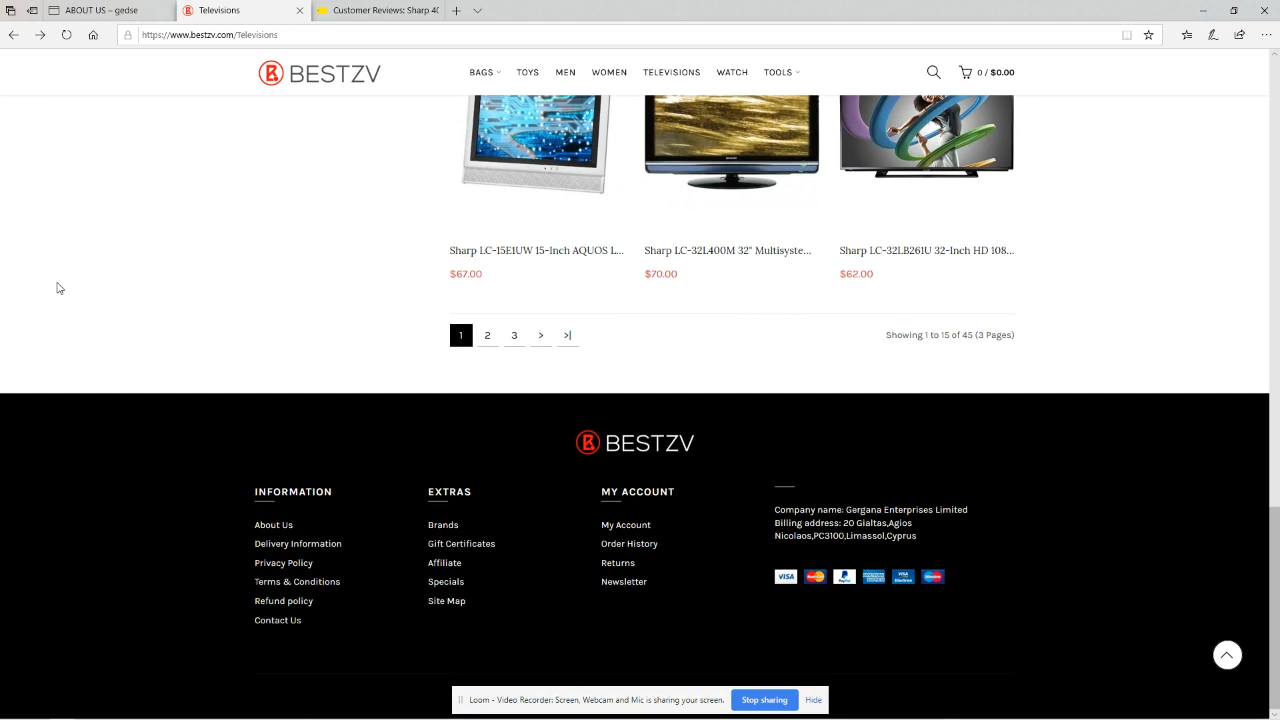 ABOUT US – gedse
Televisions
Customer Reviews: Sharp 40
https://www.bestzv.com/Televisions
BESTZV
BAGS TOYS MEN WOMEN TELEVISIONS WATCH TOOLS
0 / $0.00
Sharp LC-15E1UW 15-Inch AQUOS L...
Sharp LC-32L400M 32" Multisyste...
Sharp LC-32LB261U 32-Inch HD 108...
$67.00
$70.00
$62.00
1 2 3 > >|
Showing 1 to 15 of 45 (3 Pages)
BESTZV
INFORMATION
About Us
Delivery Information
Privacy Policy
Terms & Conditions
Refund policy
Contact Us
EXTRAS
Brands
Gift Certificates
Affiliate
Specials
Site Map
MY ACCOUNT
My Account
Order History
Returns
Newsletter
Company name: Gergana Enterprises Limited
Billing address: 20 Gialtas,Agios
Nicolaos,PC3100,Limassol,Cyprus
VISA
Loom - Video Recorder: Screen, Webcam and Mic is sharing your screen. Stop sharing Hide